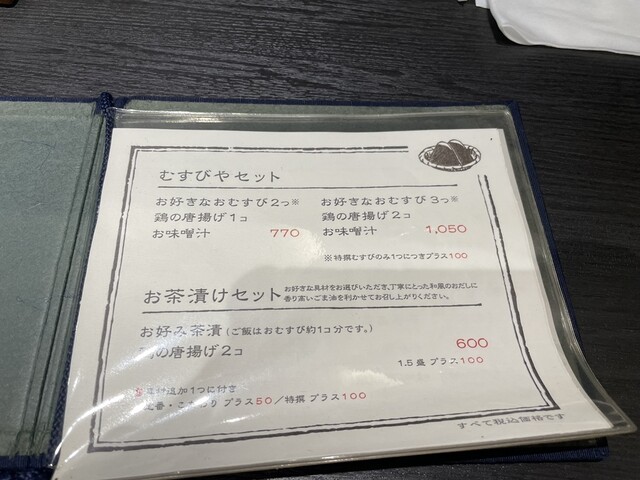 むすびやセット
お好きなおむすび2つ※
鶏の唐揚げ1コ
お味噌汁 770
お好きなおむすび3つ※
鶏の唐揚げ2コ
お味噌汁 1,050
※特撰むすびのみ1つにつきプラス100
お茶漬けセット
お好きな具材をお選びいただき、丁寧にとった和風のおだしに
香り高いごま油を利かせてお召し上がりください。
お好み茶漬(ご飯はおむすび約1コ分です。) 600
の唐揚げ2コ
1.5盛 プラス100
追加1つに付き
プラス50/特撰 プラス100
すべて税込価格です